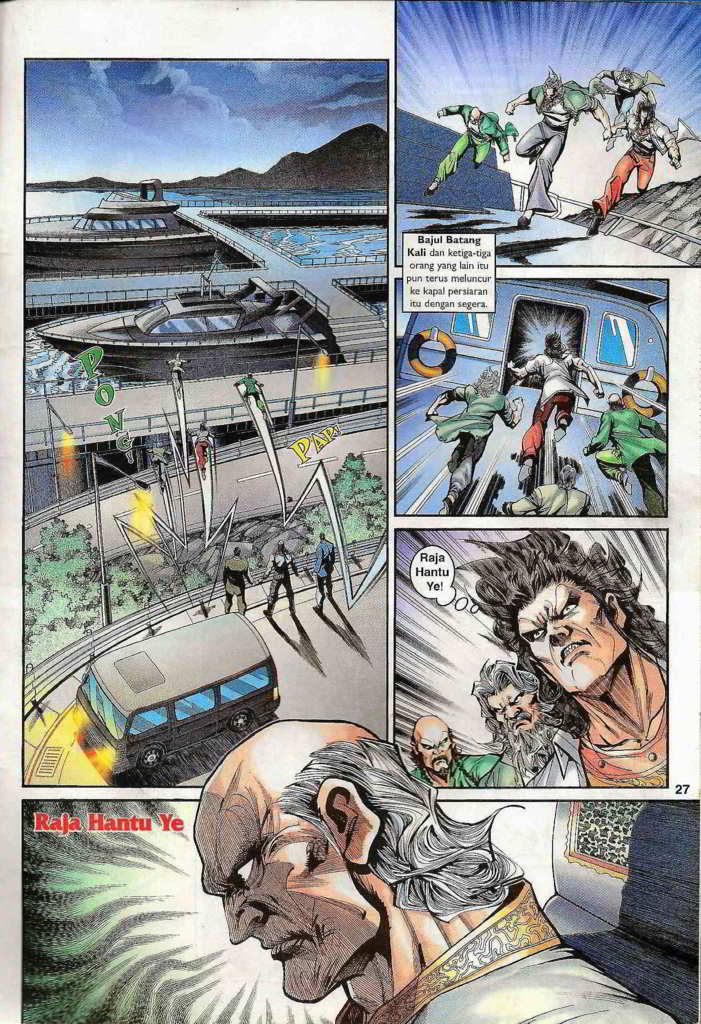 PONG!
PAP!
Bajul Batang
Kali dan ketiga-tiga
orang yang lain itu
pun terus meluncur
ke kapal persiaran
itu dengan segera.
Raja
Hantu
Ye!
27
Raja Hantu Ye